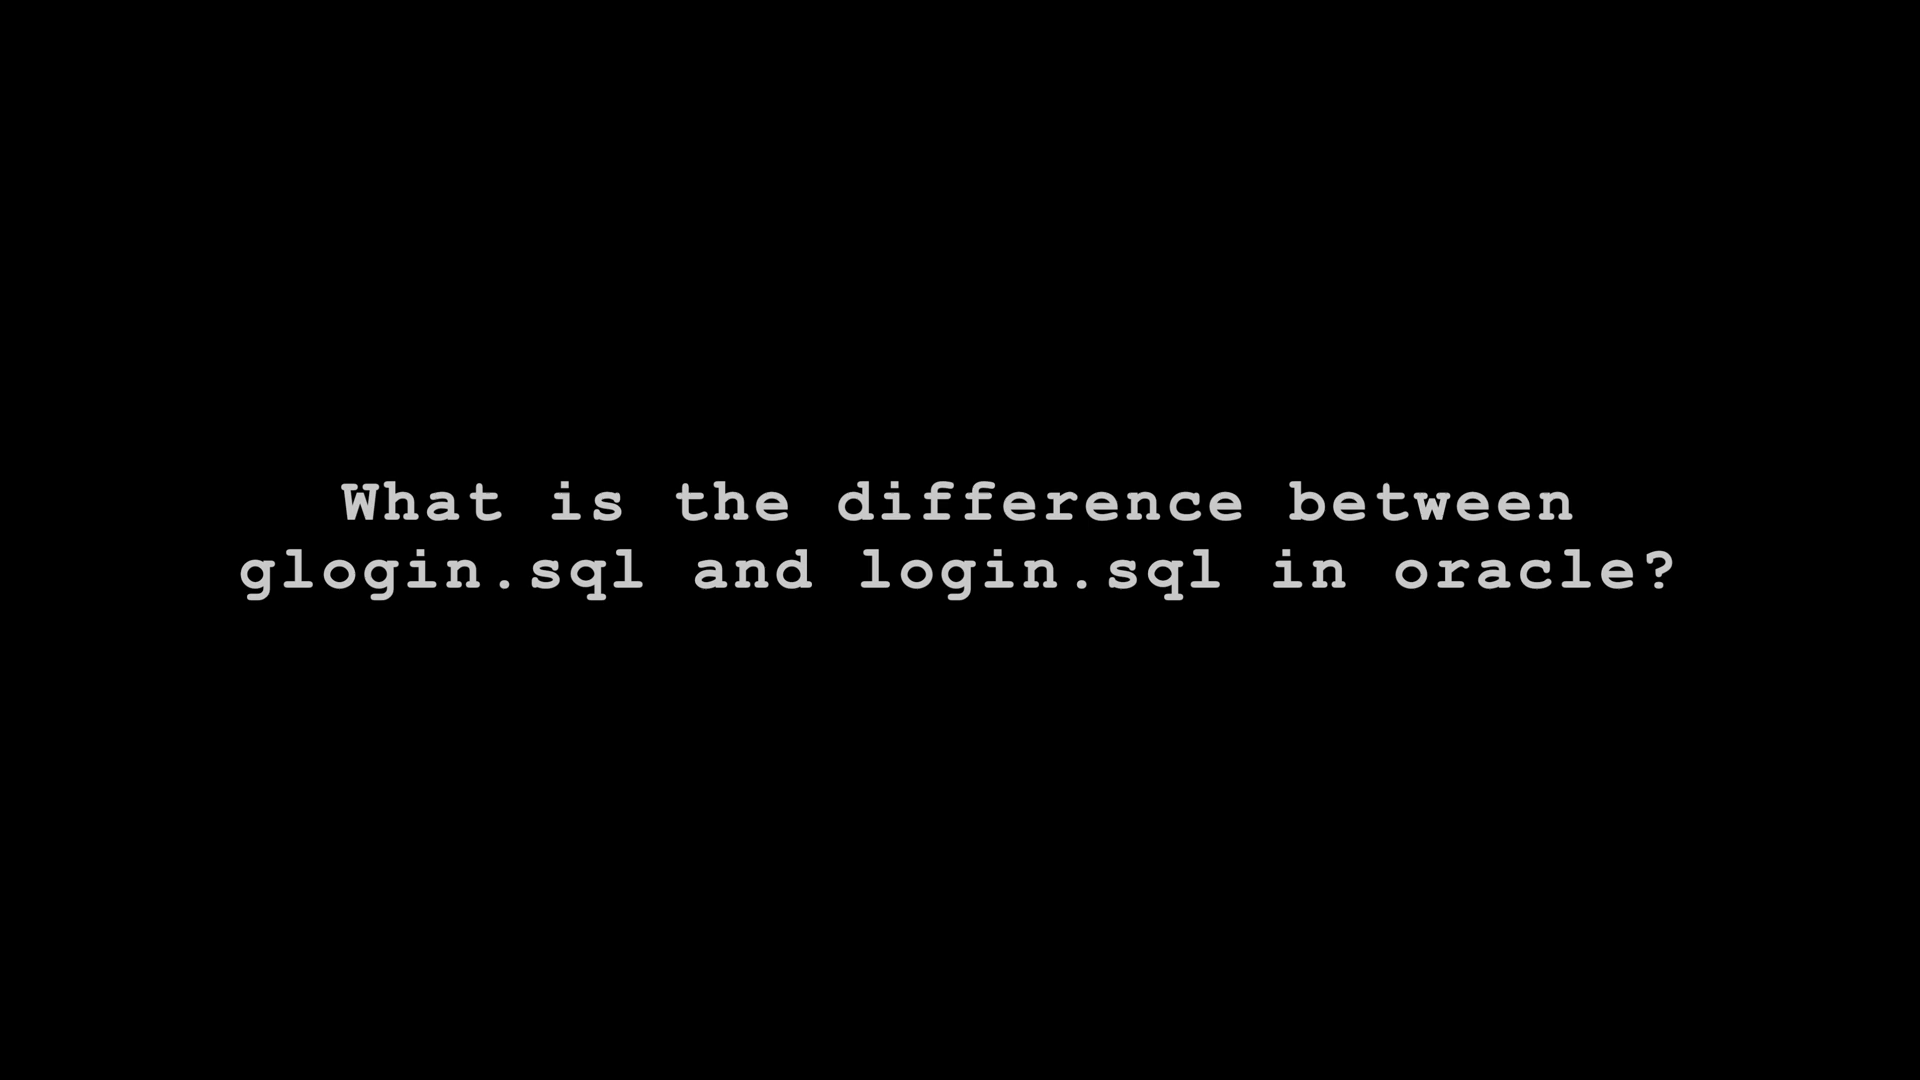 What is the difference between
glogin.sql and login.sql in oracle?